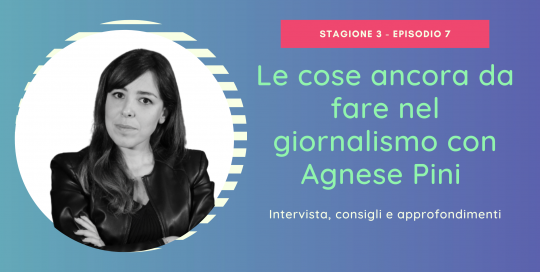 STAGIONE 3 - EPISODIO 7
Le cose ancora da
fare nel
giornalismo con
Agnese Pini
Intervista, consigli e approfondimenti